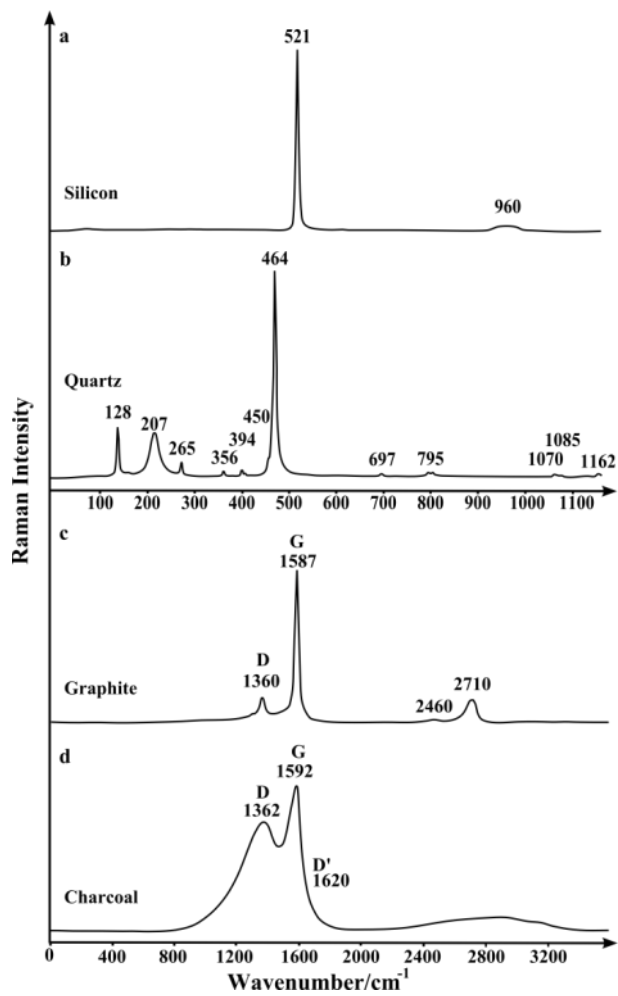 a
521
Silicon
960
b
464
Quartz
128
207
265
356
394
450
697
795
1070
1085
1162
100 200 300 400 500 600 700 800 900 1000 1100
Raman Intensity
c
G
1587
D
1360
Graphite
2460
2710
d
G
1592
D
1362
D'
1620
Charcoal
0 400 800 1200 1600 2000 2400 2800 3200
Wavenumber/cm⁻¹